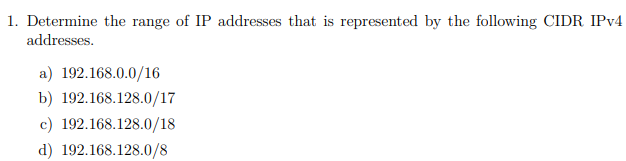 1. Determine the range of IP addresses that is represented by the following CIDR IPv4
addresses.
a) 192.168.0.0/16
b) 192.168.128.0/17
c) 192.168.128.0/18
d) 192.168.128.0/8